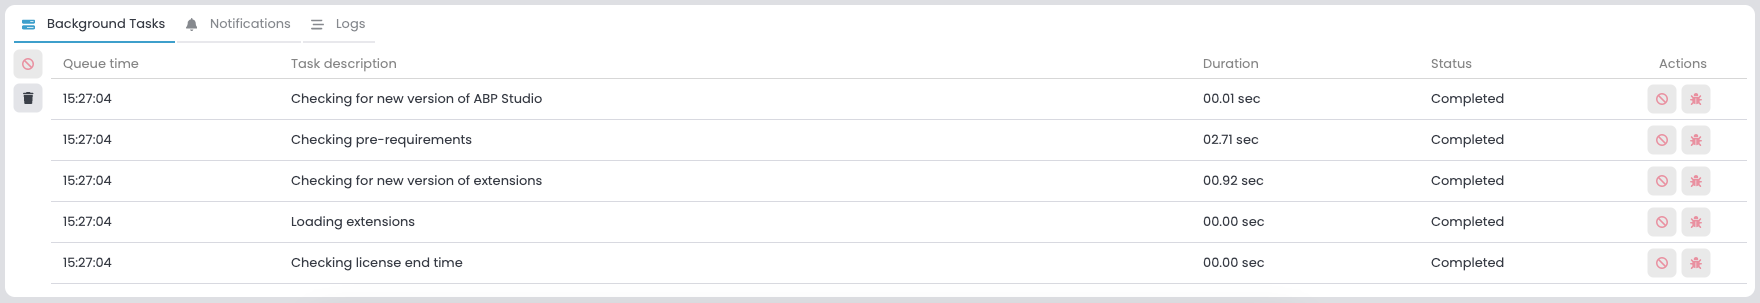 Background Tasks Notifications Logs
Queue time Task description Duration Status Actions
15:27:04 Checking for new version of ABP Studio 00.01 sec Completed
15:27:04 Checking pre-requirements 02.71 sec Completed
15:27:04 Checking for new version of extensions 00.92 sec Completed
15:27:04 Loading extensions 00.00 sec Completed
15:27:04 Checking license end time 00.00 sec Completed